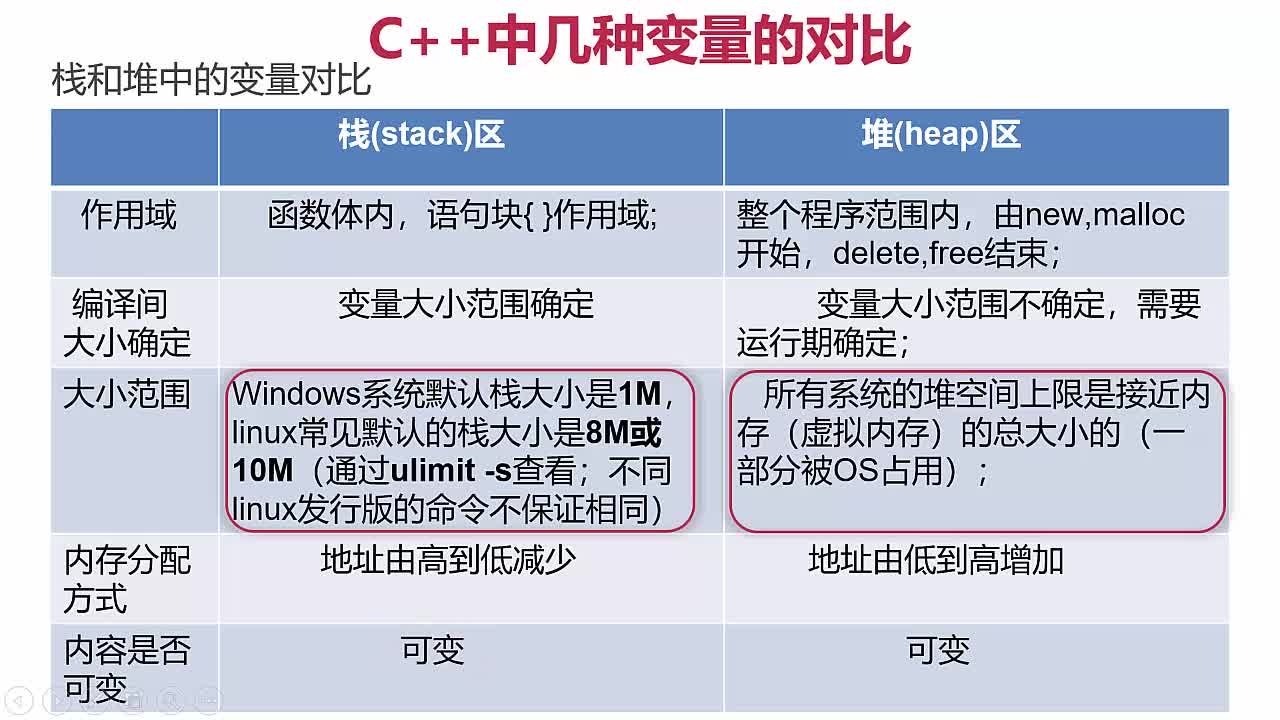 C++中几种变量的对比
栈和堆中的变量对比
栈(stack)区
堆(heap)区
作用域
函数体内，语句块{ }作用域;
整个程序范围内，由new,malloc
开始，delete,free结束；
编译间
大小确定
变量大小范围确定
变量大小范围不确定，需要
运行期确定；
大小范围
Windows系统默认栈大小是1M，
linux常见默认的栈大小是8M或
10M（通过ulimit -s查看；不同
linux发行版的命令不保证相同）
所有系统的堆空间上限是接近内
存（虚拟内存）的总大小的（一
部分被OS占用）；
内存分配
方式
地址由高到低减少
地址由低到高增加
内容是否
可变
可变
可变